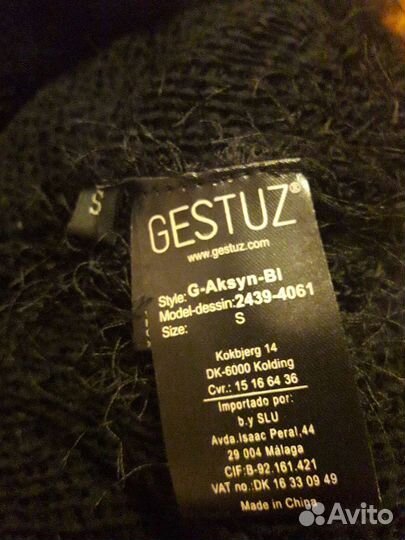 S
GESTUZ®
www.gestuz.com
Style: G-Aksyn-Bl
Model-dessin: 2439-4061
Size: S
Kokbjerg 14
DK-6000 Kolding
Cvr.: 15 16 64 36
Importado por:
b.y SLU
Avda.Isaac Peral,44
29 004 Málaga
CIF:B-92.161.421
VAT no.: DK 16 33 09 49
Made in China
Avito